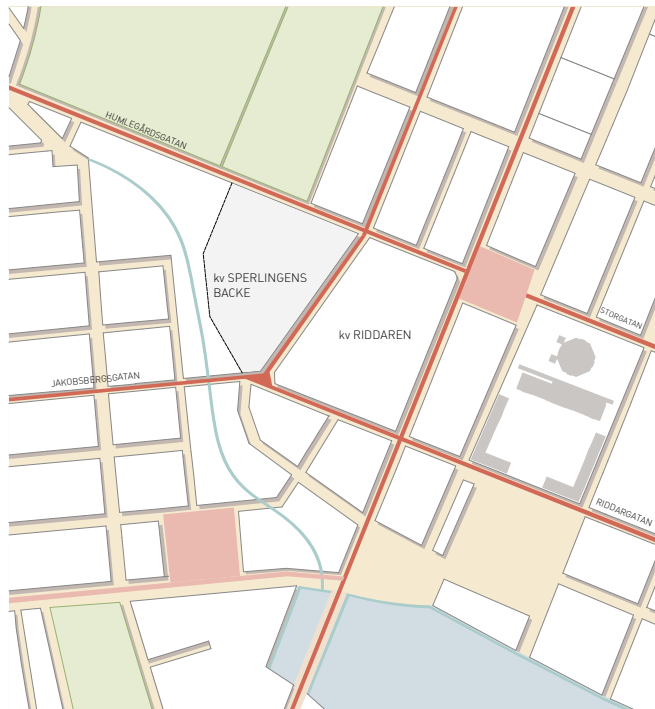 HUMLEGÅRDSGATAN
kv SPERLINGENS
BACKE
kv RIDDAREN
STORGATAN
JAKOBSBERGSGATAN
RIDDARGATAN